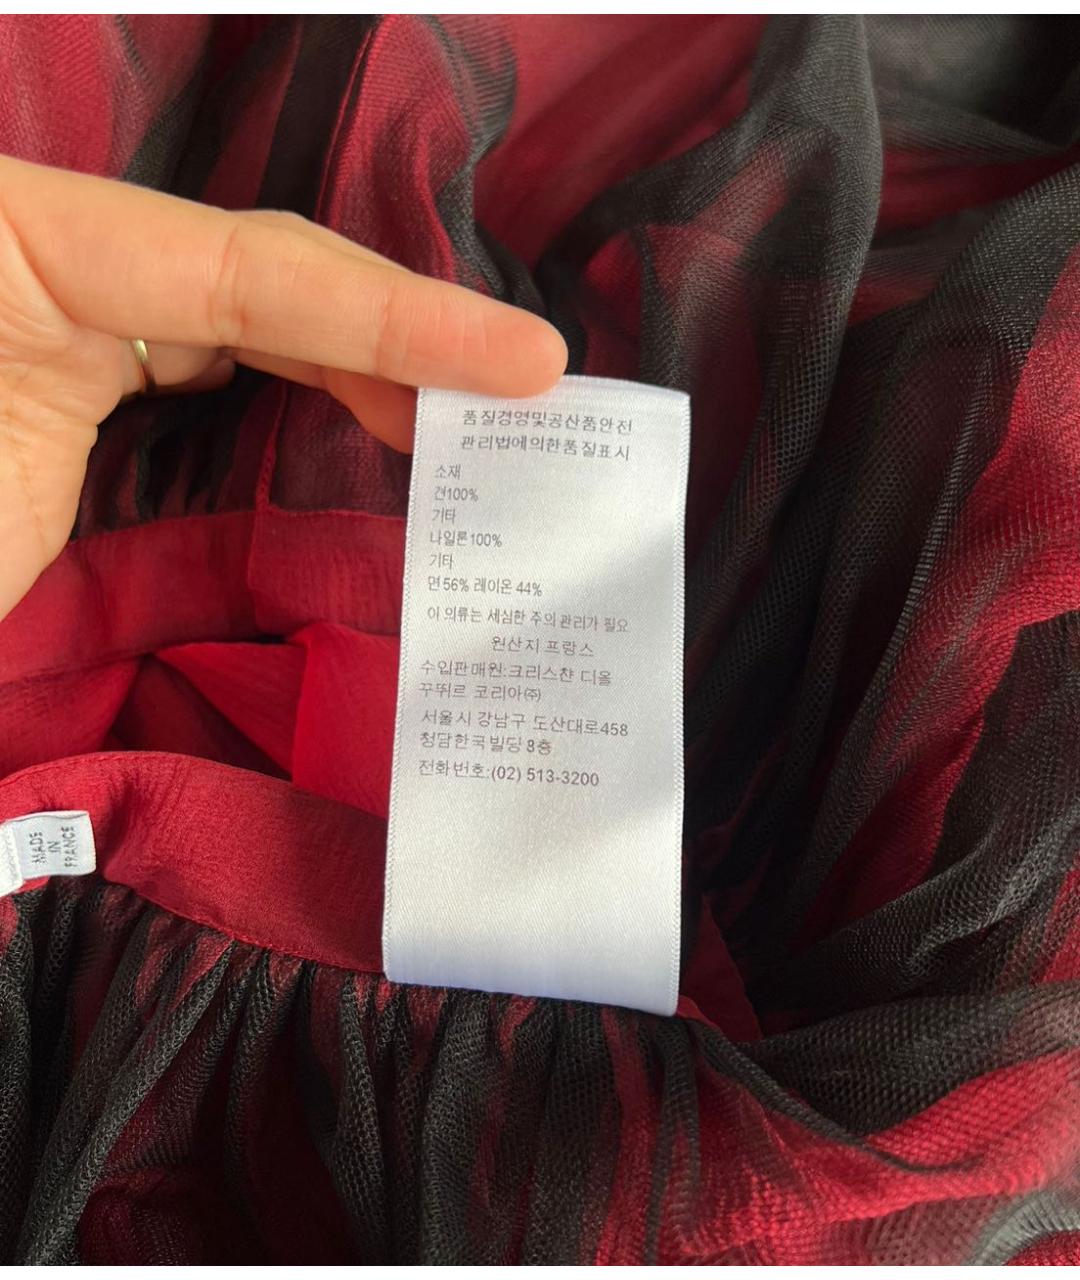 품질경영및공산품안전
관리법에의한품질표시
소재
견100%
기타
나일론100%
기타
면56% 레이온 44%
이 의류는 세심한 주의 관리가 필요
원산지 프랑스
수입판매원:크리스챤 디올
꾸뛰르 코리아㈜
서울시 강남구 도산대로458
청담한국빌딩 8층
전화번호:(02) 513-3200
MADE
IN
FRANCE